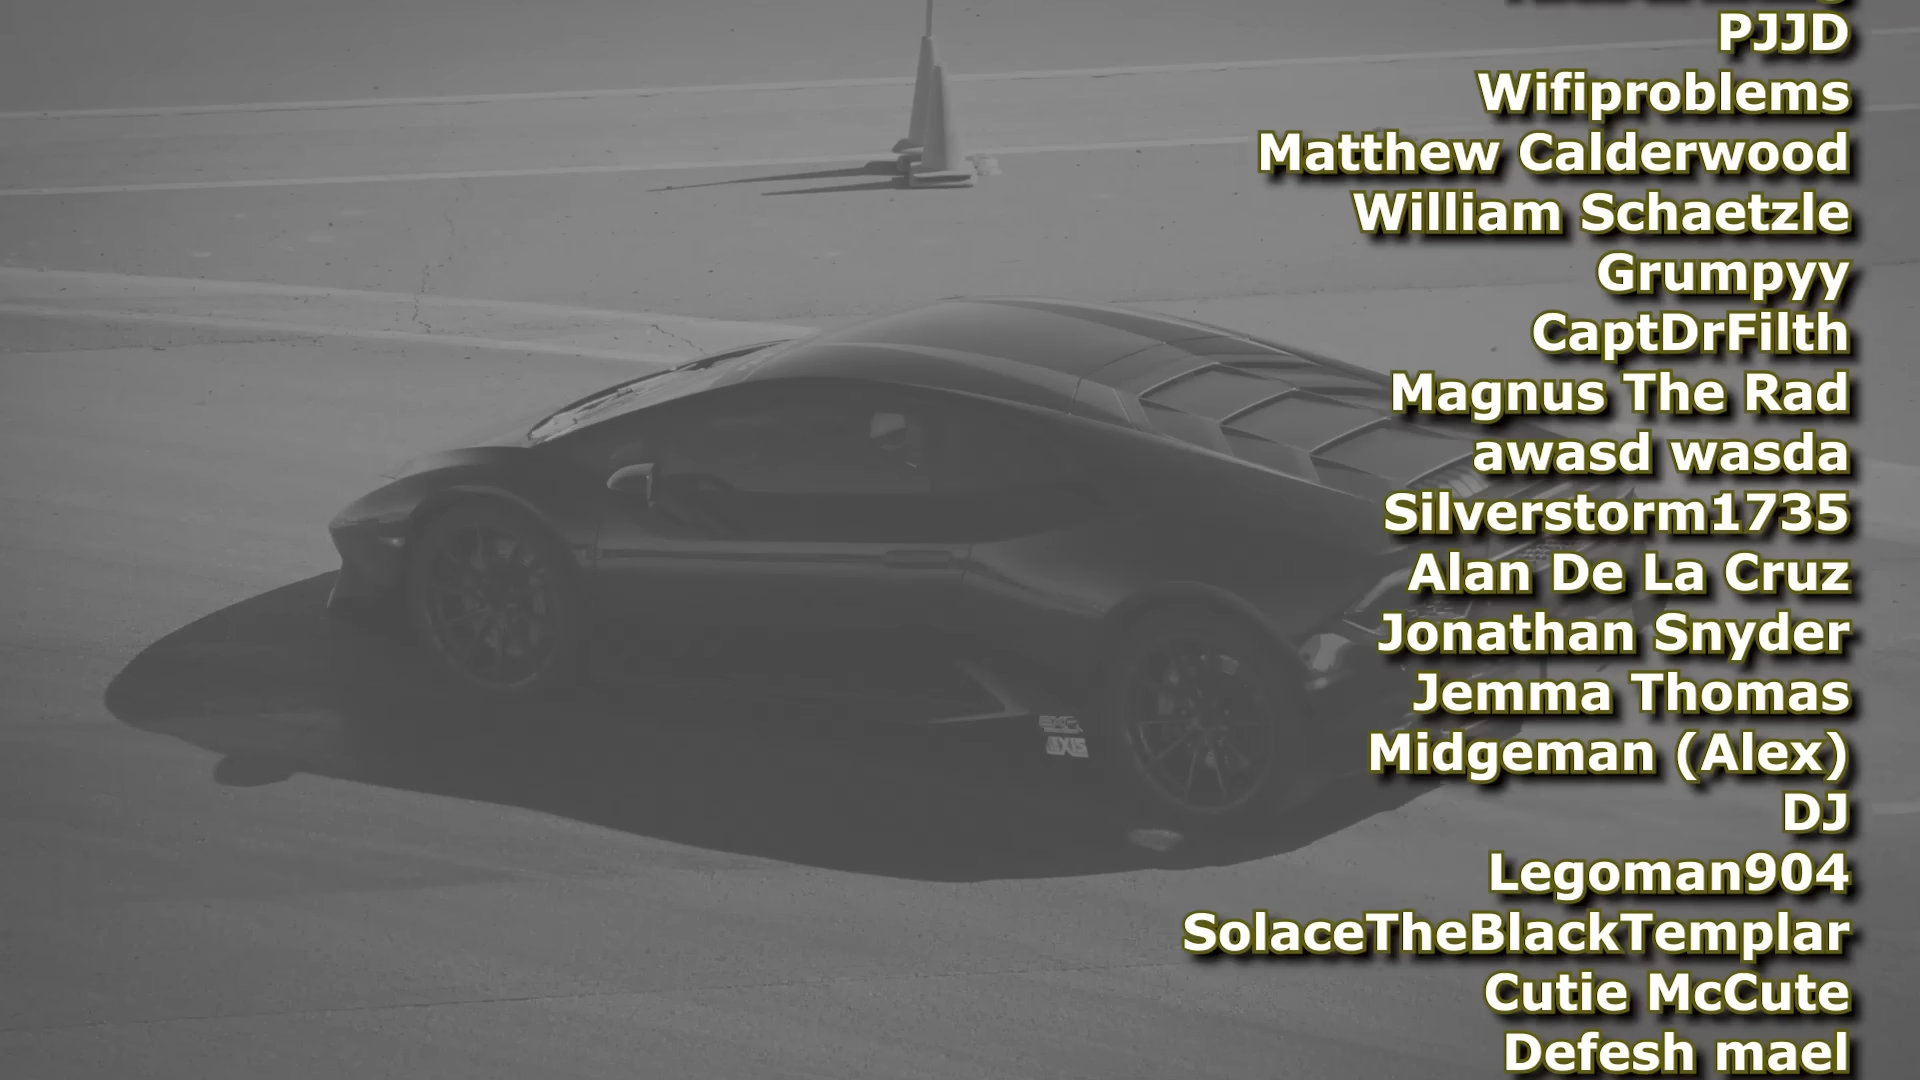 PJJD
Wifiproblems
Matthew Calderwood
William Schaetzle
Grumpyy
CaptDrFilth
Magnus The Rad
awasd wasda
Silverstorm1735
Alan De La Cruz
Jonathan Snyder
Jemma Thomas
Midgeman (Alex)
DJ
Legoman904
SolaceTheBlackTemplar
Cutie McCute
Defesh mael